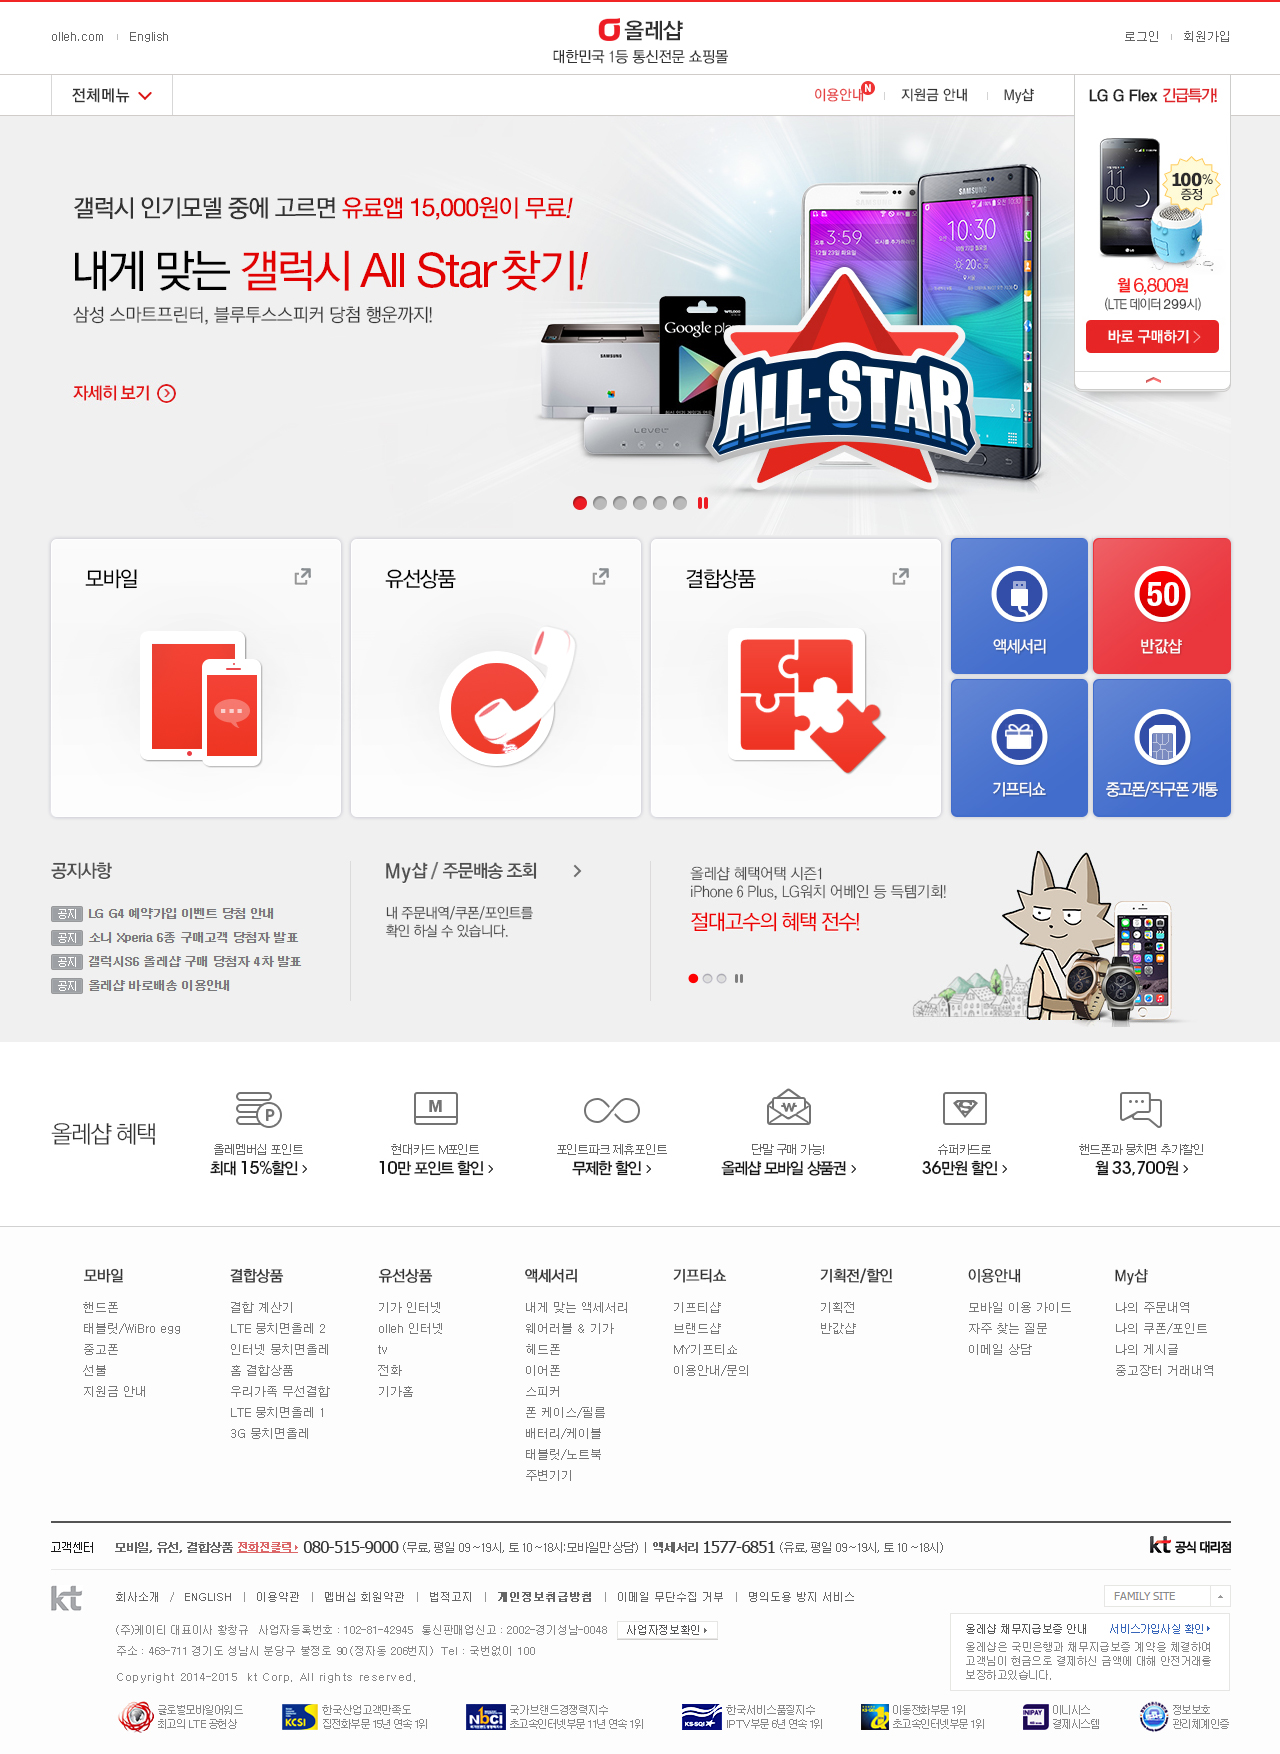 olleh.com
English
올레샵
대한민국 1등 통신전문 쇼핑몰
로그인
회원가입
전체메뉴
이용안내
N
지원금 안내
My샵
LG G Flex 긴급특가!
100%
증정
월 6,800원
(LTE 데이터 299시)
바로 구매하기
갤럭시 인기모델 중에 고르면 유료앱 15,000원이 무료!
내게 맞는 갤럭시 All Star 찾기!
삼성 스마트프린터, 블루투스스피커 당첨 행운까지!
자세히 보기
SAMSUNG
Google play
LEVEL
SAMSUNG
3:59
10:30
20°C
ALL-STAR
모바일
유선상품
결합상품
액세서리
50
반값샵
기프티쇼
중고폰/직구폰 개통
공지사항
공지 LG G4 예약가입 이벤트 당첨 안내
공지 소니 Xperia 6종 구매고객 당첨자 발표
공지 갤럭시S6 올레샵 구매 당첨자 4차 발표
공지 올레샵 바로배송 이용안내
My샵 / 주문배송 조회
내 주문내역/쿠폰/포인트를
확인 하실 수 있습니다.
올레샵 혜택어택 시즌1
iPhone 6 Plus, LG워치 어베인 등 득템기회!
절대고수의 혜택 전수!
올레샵 혜택
P
올레멤버십 포인트
최대 15%할인
M
현대카드 M포인트
10만 포인트 할인
포인트파크 제휴포인트
무제한 할인
단말 구매 가능!
올레샵 모바일 상품권
슈퍼카드로
36만원 할인
핸드폰과 뭉치면 추가할인
월 33,700원
모바일
핸드폰
태블릿/WiBro egg
중고폰
선불
지원금 안내
결합상품
결합 계산기
LTE 뭉치면올레 2
인터넷 뭉치면올레
홈 결합상품
우리가족 무선결합
LTE 뭉치면올레 1
3G 뭉치면올레
유선상품
기가 인터넷
olleh 인터넷
tv
전화
기가홈
액세서리
내게 맞는 액세서리
웨어러블 & 기가
헤드폰
이어폰
스피커
폰 케이스/필름
배터리/케이블
태블릿/노트북
주변기기
기프티쇼
기프티샵
브랜드샵
MY기프티쇼
이용안내/문의
기획전/할인
기획전
반값샵
이용안내
모바일 이용 가이드
자주 찾는 질문
이메일 상담
My샵
나의 주문내역
나의 쿠폰/포인트
나의 게시글
중고장터 거래내역
고객센터
모바일, 유선, 결합상품 전화전클릭 080-515-9000 (무료, 평일 09~19시, 토 10~18시:모바일만 상담) | 액세서리 1577-6851 (유료, 평일 09~19시, 토 10~18시)
kt 공식 대리점
kt
회사소개 / ENGLISH | 이용약관 | 멤버십 회원약관 | 법적고지 | 개인정보취급방침 | 이메일 무단수집 거부 | 명의도용 방지 서비스
FAMILY SITE
(주)케이티 대표이사 황창규 사업자등록번호 : 102-81-42945 통신판매업신고 : 2002-경기성남-0048 사업자정보확인
주소 : 463-711 경기도 성남시 분당구 불정로 90(정자동 206번지) Tel : 국번없이 100
Copyright 2014-2015 kt Corp. All rights reserved.
올레샵 채무지급보증 안내 서비스가입사실 확인
올레샵은 국민은행과 채무지급보증 계약을 체결하여
고객님이 현금으로 결제하신 금액에 대해 안전거래를
보장하고있습니다.
글로벌모바일어워드
최고의 LTE 공헌상
KCSI
한국산업고객만족도
집전화부문 15년 연속 1위
NBCI
국가브랜드경쟁력지수
초고속인터넷부문 11년 연속 1위
KS-SQI
한국서비스품질지수
IPTV부문 6년 연속 1위
이동전화부문 1위
초고속인터넷부문 1위
INIPAY
이니시스
결제시스템
정보보호
관리체계인증